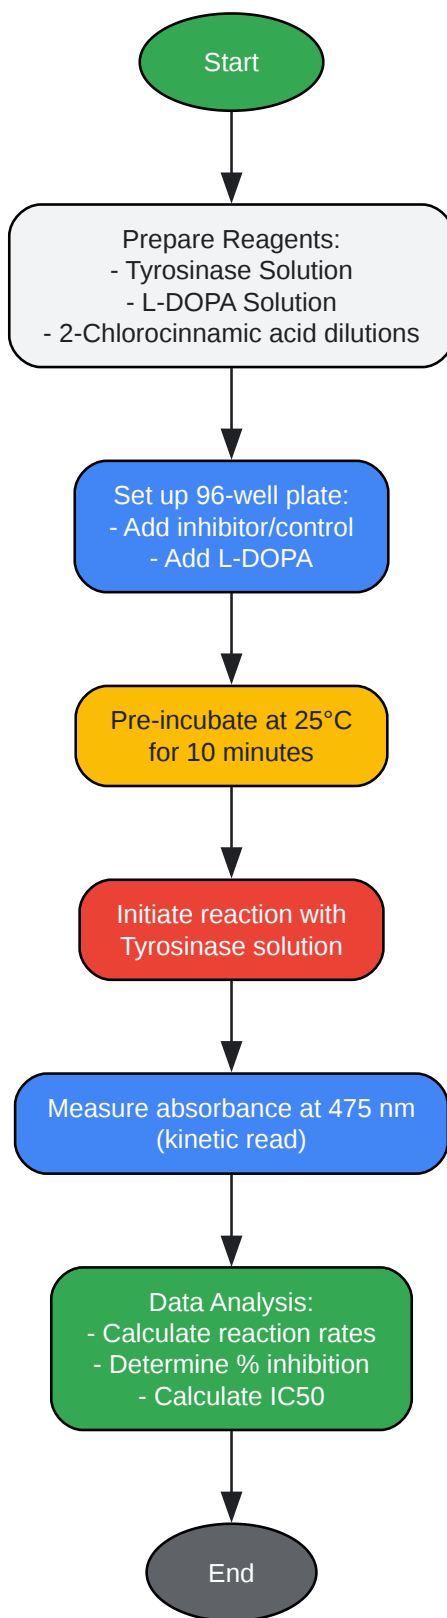 Start
Prepare Reagents:
- Tyrosinase Solution
- L-DOPA Solution
- 2-Chlorocinnamic acid dilutions
Set up 96-well plate:
- Add inhibitor/control
- Add L-DOPA
Pre-incubate at 25°C
for 10 minutes
Initiate reaction with
Tyrosinase solution
Measure absorbance at 475 nm
(kinetic read)
Data Analysis:
- Calculate reaction rates
- Determine % inhibition
- Calculate IC50
End